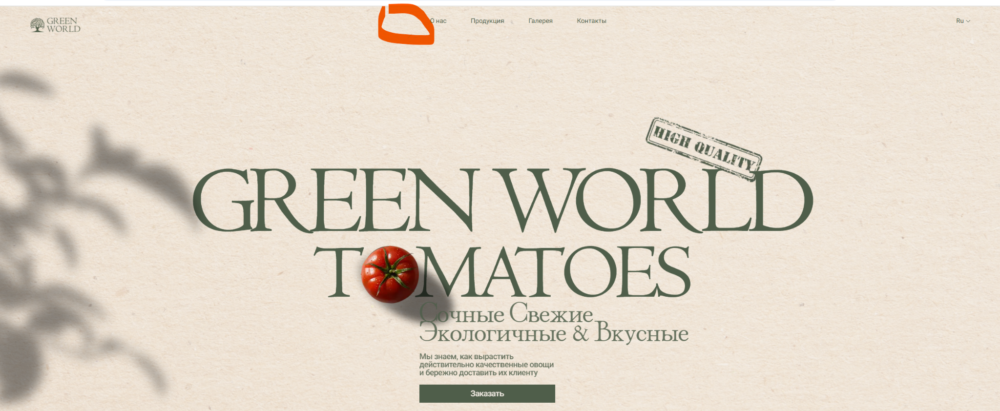 GREEN
WORLD
О нас Продукция Галерея Контакты Ru
HIGH QUALITY
GREEN WORLD
TOMATOES
Сочные Свежие
Экологичные & Вкусные
Мы знаем, как вырастить
действительно качественные овощи
и бережно доставить их клиенту
Заказать